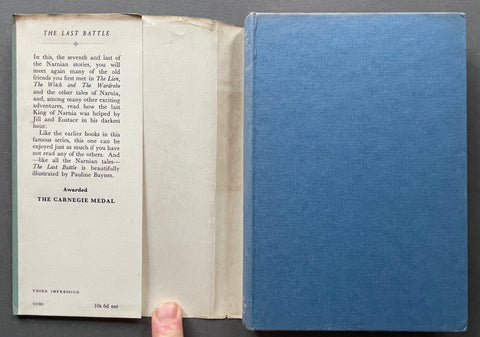 THE LAST BATTLE
In this, the seventh and last of
the Narnian stories, you will
meet again many of the old
friends you first met in The Lion,
The Witch and The Wardrobe
and the other tales of Narnia,
and, among many other exciting
adventures, read how the last
King of Narnia was helped by
Jill and Eustace in his darkest
hour.
Like the earlier books in this
famous series, this one can be
enjoyed just as much if you have
not read any of the others. And
—like all the Narnian tales—
The Last Battle is beautifully
illustrated by Pauline Baynes.
Awarded
THE CARNEGIE MEDAL
THIRD IMPRESSION
10s 6d net